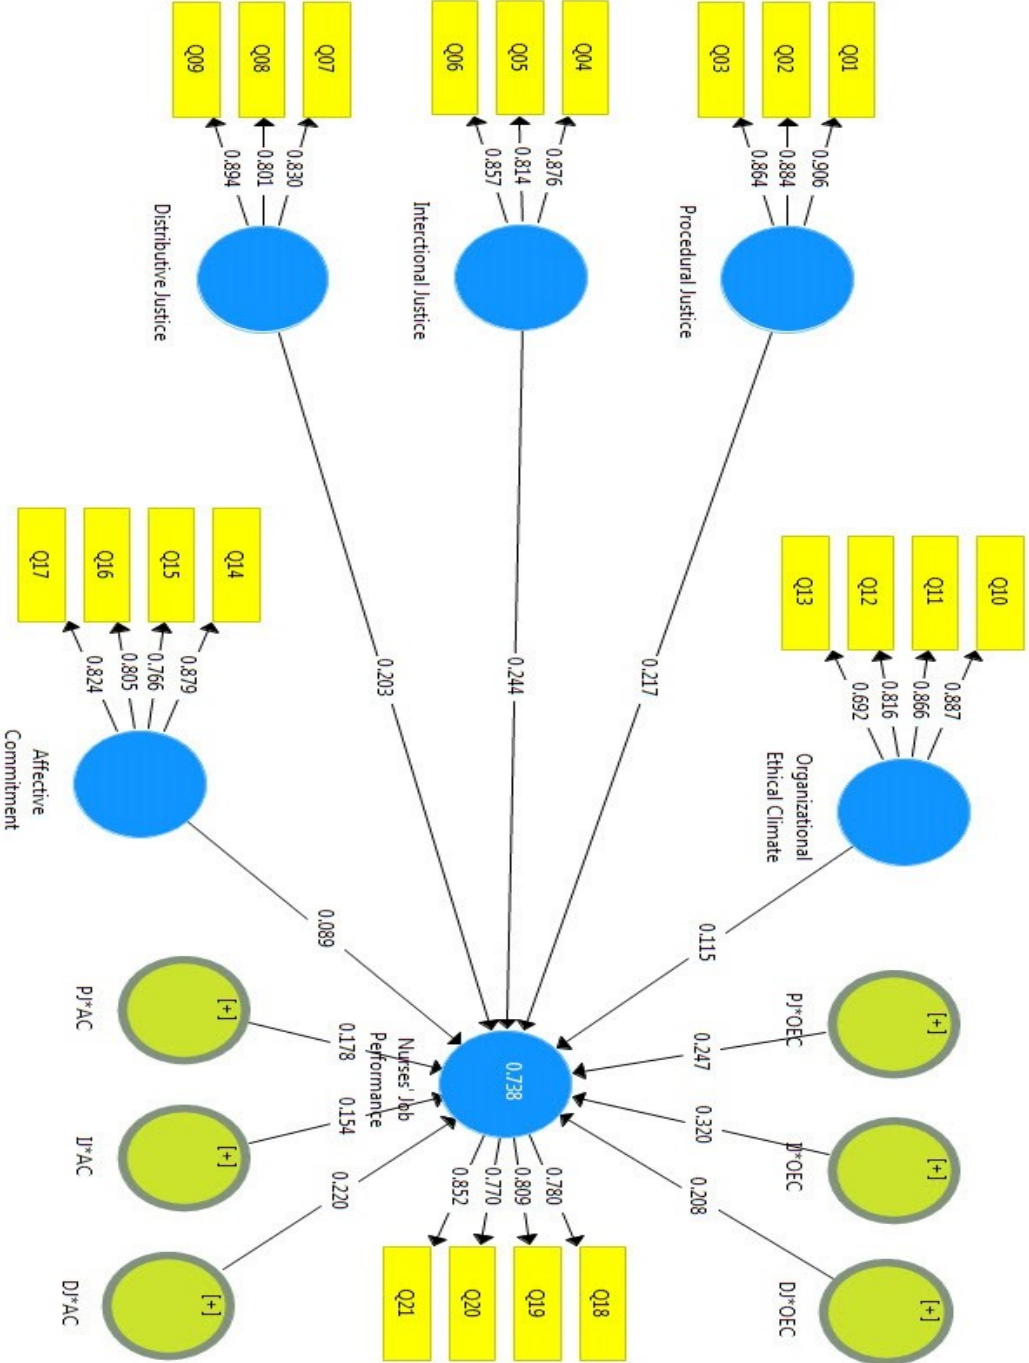 Q01
Q02
Q03
0.906
0.884
0.864
Procedural Justice
Q04
Q05
Q06
0.876
0.814
0.857
Interctional Justice
Q07
Q08
Q09
0.830
0.801
0.894
Distributive Justice
Q10
Q11
Q12
Q13
0.887
0.866
0.816
0.692
Organizational
Ethical Climate
Q14
Q15
Q16
Q17
0.879
0.766
0.805
0.824
Affective
Commitment
0.217
0.244
0.203
0.115
0.089
[+]
PJ*OEC
0.247
[+]
IJ*OEC
0.320
[+]
DJ*OEC
0.208
0.738
Nurses' Job
Performance
[+]
PJ*AC
0.178
[+]
IJ*AC
0.154
[+]
DJ*AC
0.220
0.780
0.809
0.770
0.852
Q18
Q19
Q20
Q21